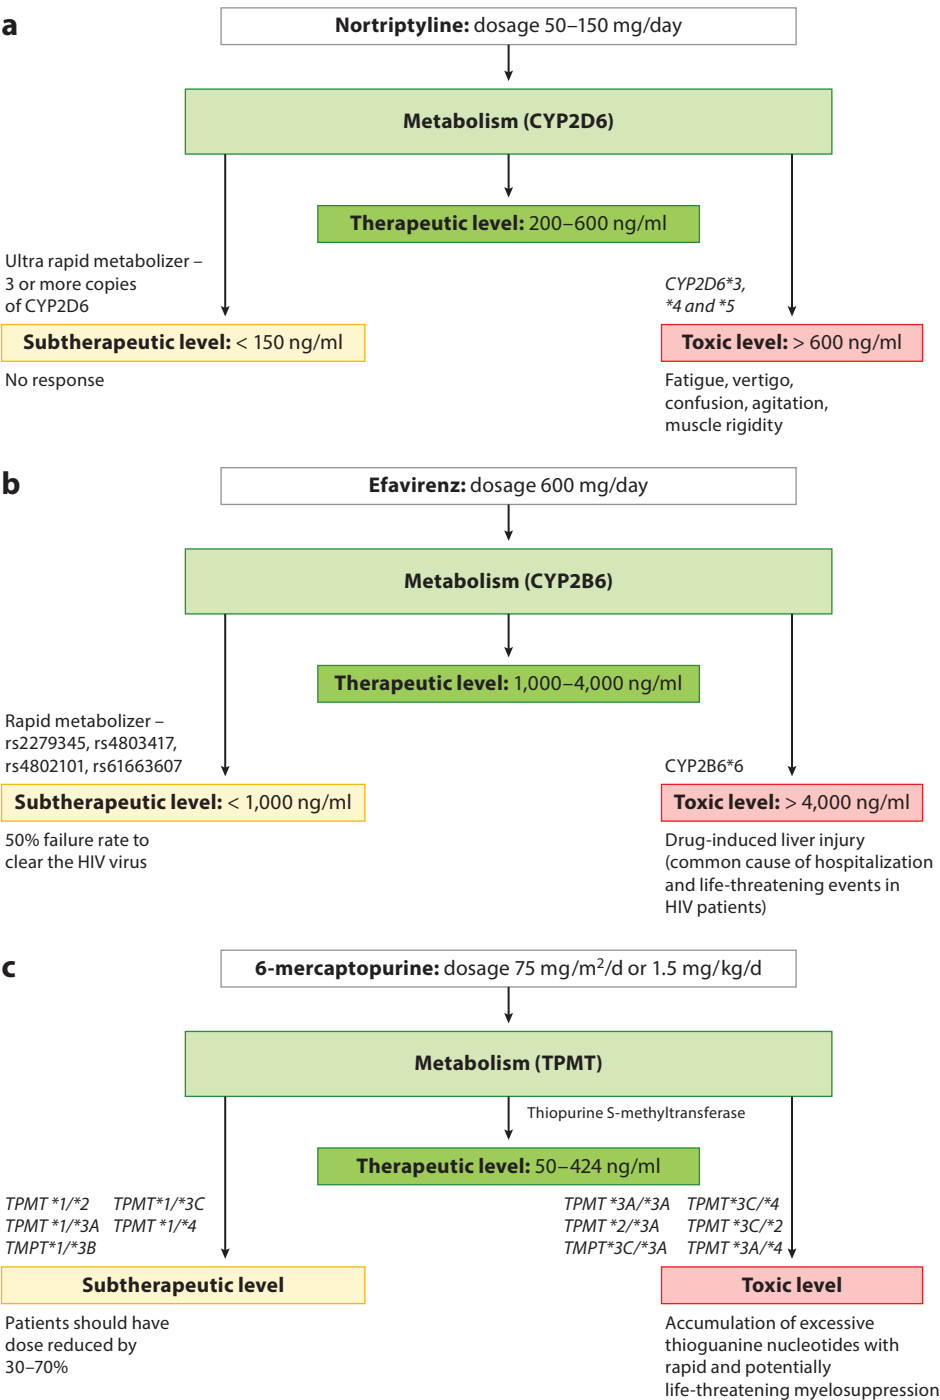 a
Nortriptyline: dosage 50–150 mg/day
Metabolism (CYP2D6)
Therapeutic level: 200–600 ng/ml
Ultra rapid metabolizer –
3 or more copies
of CYP2D6
CYP2D6*3,
*4 and *5
Subtherapeutic level: < 150 ng/ml
Toxic level: > 600 ng/ml
No response
Fatigue, vertigo,
confusion, agitation,
muscle rigidity
b
Efavirenz: dosage 600 mg/day
Metabolism (CYP2B6)
Therapeutic level: 1,000–4,000 ng/ml
Rapid metabolizer –
rs2279345, rs4803417,
rs4802101, rs61663607
CYP2B6*6
Subtherapeutic level: < 1,000 ng/ml
Toxic level: > 4,000 ng/ml
50% failure rate to
clear the HIV virus
Drug-induced liver injury
(common cause of hospitalization
and life-threatening events in
HIV patients)
c
6-mercaptopurine: dosage 75 mg/m²/d or 1.5 mg/kg/d
Metabolism (TPMT)
Thiopurine S-methyltransferase
Therapeutic level: 50–424 ng/ml
TPMT *1/*2 TPMT*1/*3C
TPMT *1/*3A TPMT *1/*4
TMPT*1/*3B
TPMT *3A/*3A TPMT*3C/*4
TPMT *2/*3A TPMT *3C/*2
TMPT*3C/*3A TPMT *3A/*4
Subtherapeutic level
Toxic level
Patients should have
dose reduced by
30–70%
Accumulation of excessive
thioguanine nucleotides with
rapid and potentially
life-threatening myelosuppression